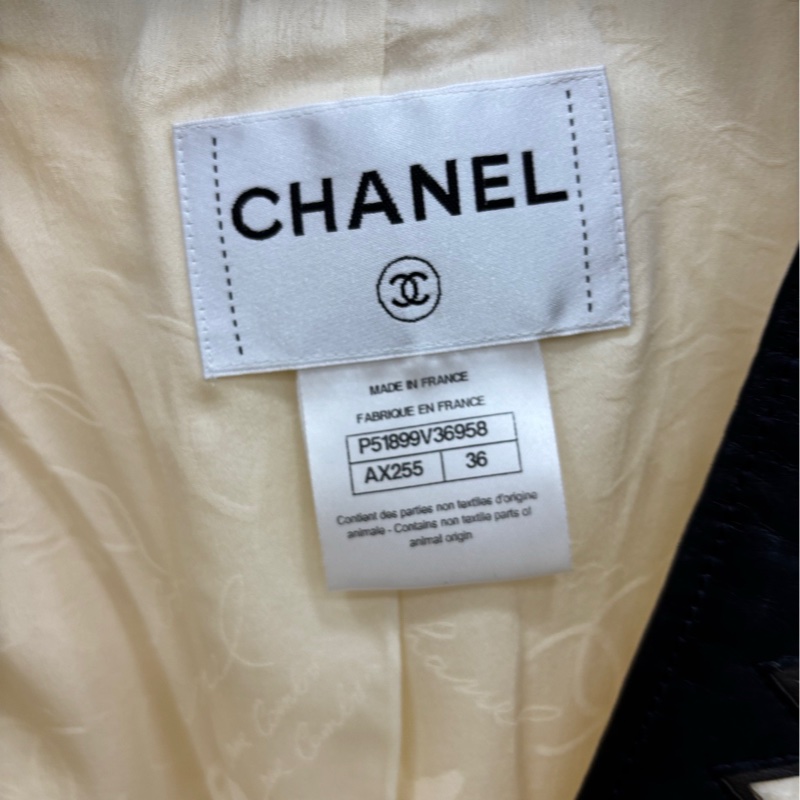 CHANEL
MADE IN FRANCE
FABRIQUE EN FRANCE
P51899V36958
AX255 36
Contient des parties non textiles d'origine
animale - Contains non textile parts of
animal origin
Chanel